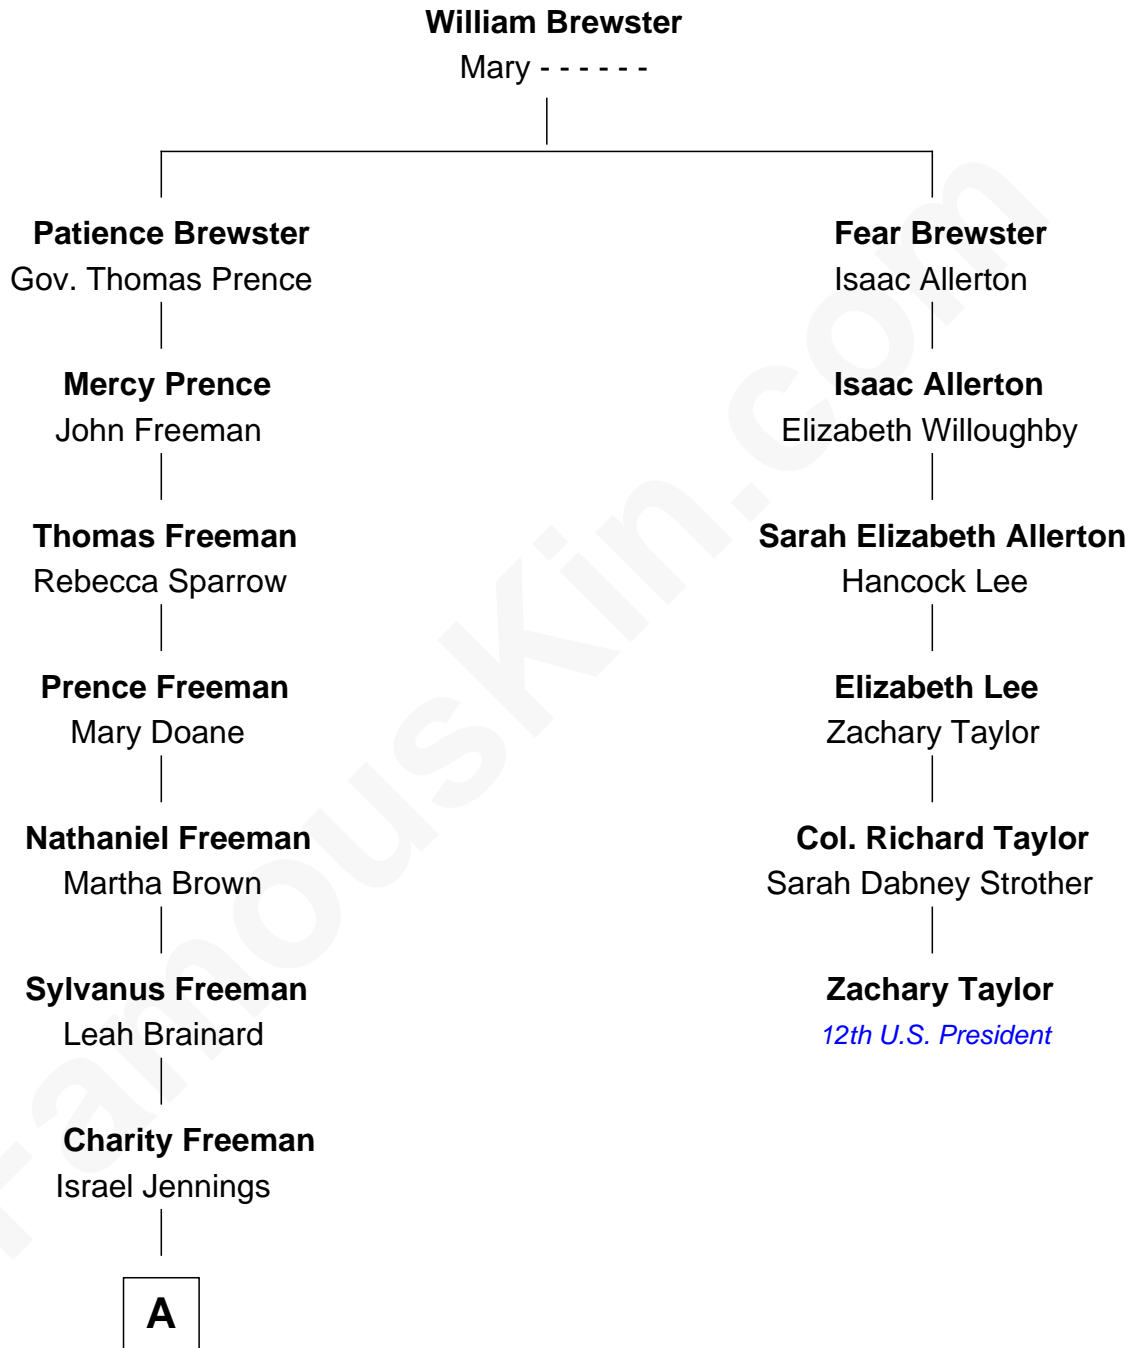 William Brewster
Mary - - - - - -
Patience Brewster
Gov. Thomas Prence
Fear Brewster
Isaac Allerton
Mercy Prence
John Freeman
Isaac Allerton
Elizabeth Willoughby
Thomas Freeman
Rebecca Sparrow
Sarah Elizabeth Allerton
Hancock Lee
Prence Freeman
Mary Doane
Elizabeth Lee
Zachary Taylor
Nathaniel Freeman
Martha Brown
Col. Richard Taylor
Sarah Dabney Strother
Sylvanus Freeman
Leah Brainard
Zachary Taylor
12th U.S. President
Charity Freeman
Israel Jennings
A
FamousKin.com